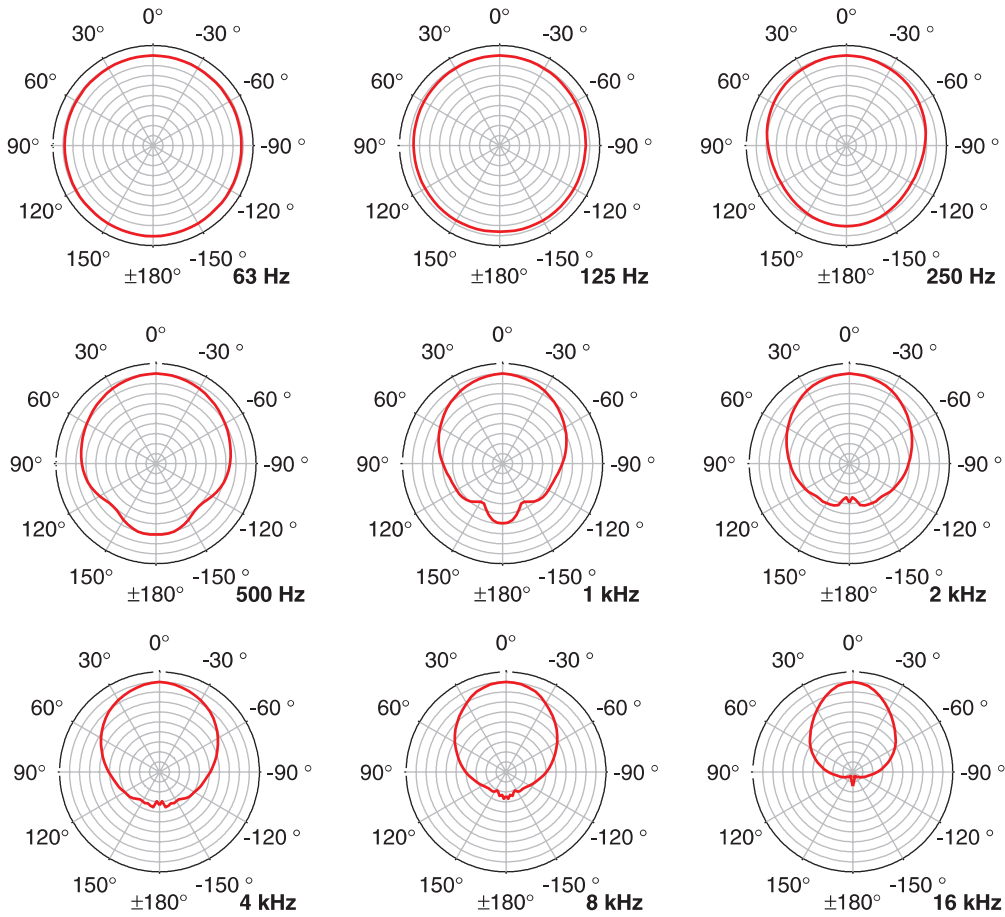 0° 0° 0°
30° -30 ° 30° -30 ° 30° -30 °
60° -60 ° 60° -60 ° 60° -60 °
90° -90 ° 90° -90 ° 90° -90 °
120° -120 ° 120° -120 ° 120° -120 °
150° -150 ° 150° -150 ° 150° -150 °
±180° 63 Hz ±180° 125 Hz ±180° 250 Hz
0° 0° 0°
30° -30 ° 30° -30 ° 30° -30 °
60° -60 ° 60° -60 ° 60° -60 °
90° -90 ° 90° -90 ° 90° -90 °
120° -120 ° 120° -120 ° 120° -120 °
150° -150 ° 150° -150 ° 150° -150 °
±180° 500 Hz ±180° 1 kHz ±180° 2 kHz
0° 0° 0°
30° -30 ° 30° -30 ° 30° -30 °
60° -60 ° 60° -60 ° 60° -60 °
90° -90 ° 90° -90 ° 90° -90 °
120° -120 ° 120° -120 ° 120° -120 °
150° -150 ° 150° -150 ° 150° -150 °
±180° 4 kHz ±180° 8 kHz ±180° 16 kHz